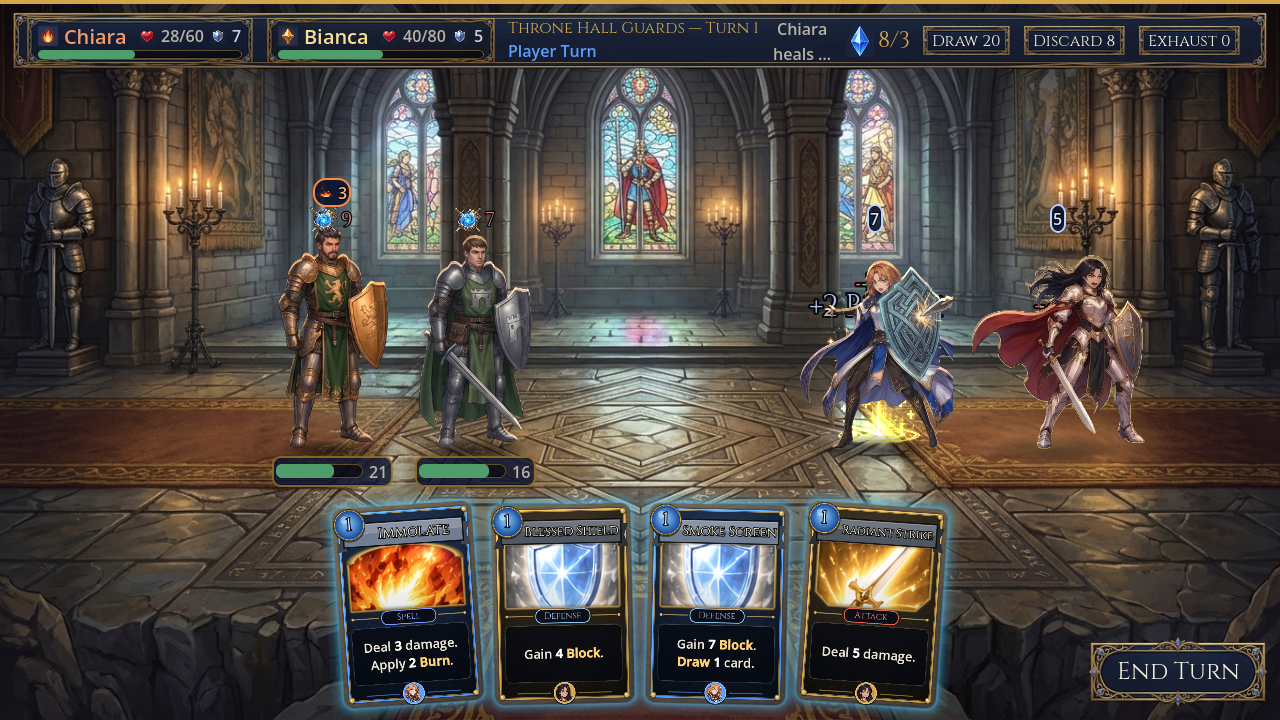 Chiara 28/60 7
Bianca 40/80 5
THRONE HALL GUARDS — TURN 1
Player Turn
Chiara
heals ...
8/3
DRAW 20
DISCARD 8
EXHAUST 0
3
9
7
7
5
+2
21
16
1
IMMOLATE
SPELL
Deal 3 damage.
Apply 2 Burn.
1
BLESSED SHIELD
DEFENSE
Gain 4 Block.
1
SMOKE SCREEN
DEFENSE
Gain 7 Block.
Draw 1 card.
1
RADIANT STRIKE
ATTACK
Deal 5 damage.
END TURN